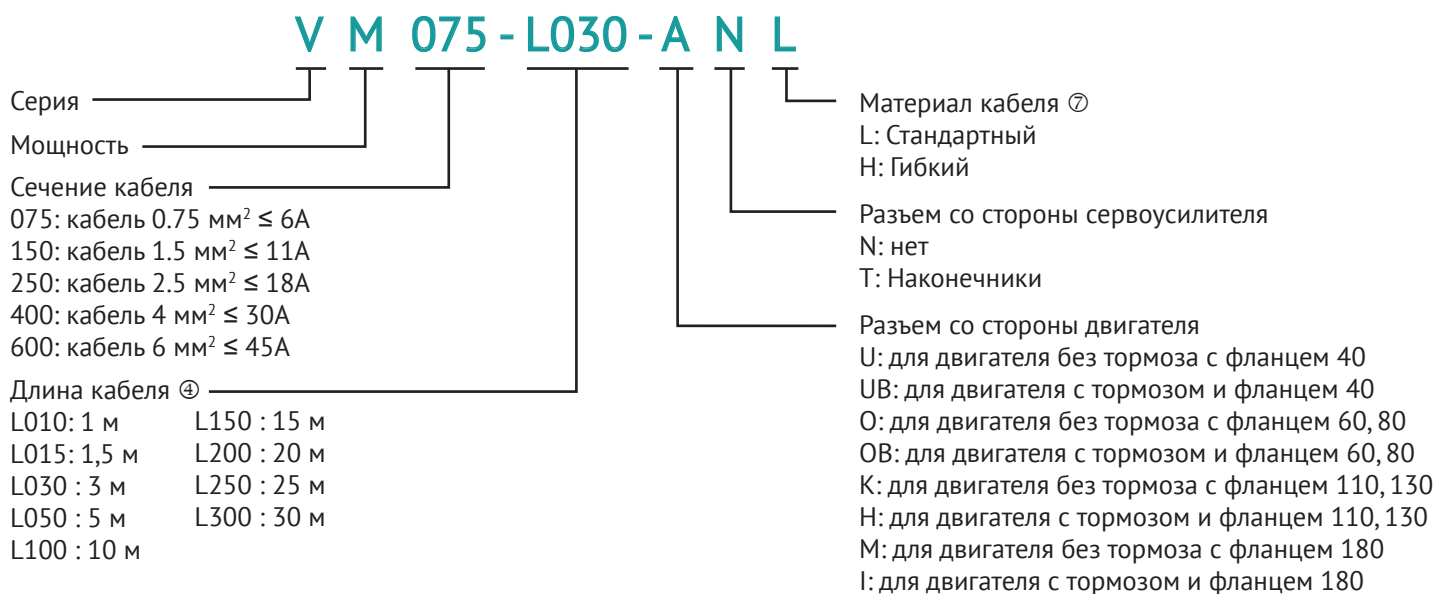 V M 075 - L030 - A N L
Серия
Мощность
Сечение кабеля
075: кабель 0.75 мм² ≤ 6А
150: кабель 1.5 мм² ≤ 11А
250: кабель 2.5 мм² ≤ 18А
400: кабель 4 мм² ≤ 30А
600: кабель 6 мм² ≤ 45А
Длина кабеля ④
L010: 1 м
L015: 1,5 м
L030 : 3 м
L050 : 5 м
L100 : 10 м
L150 : 15 м
L200 : 20 м
L250 : 25 м
L300 : 30 м
Материал кабеля ⑦
L: Стандартный
H: Гибкий
Разъем со стороны сервоусилителя
N: нет
T: Наконечники
Разъем со стороны двигателя
U: для двигателя без тормоза с фланцем 40
UB: для двигателя с тормозом и фланцем 40
O: для двигателя без тормоза с фланцем 60, 80
OB: для двигателя с тормозом и фланцем 60, 80
K: для двигателя без тормоза с фланцем 110, 130
H: для двигателя с тормозом и фланцем 110, 130
M: для двигателя без тормоза с фланцем 180
I: для двигателя с тормозом и фланцем 180